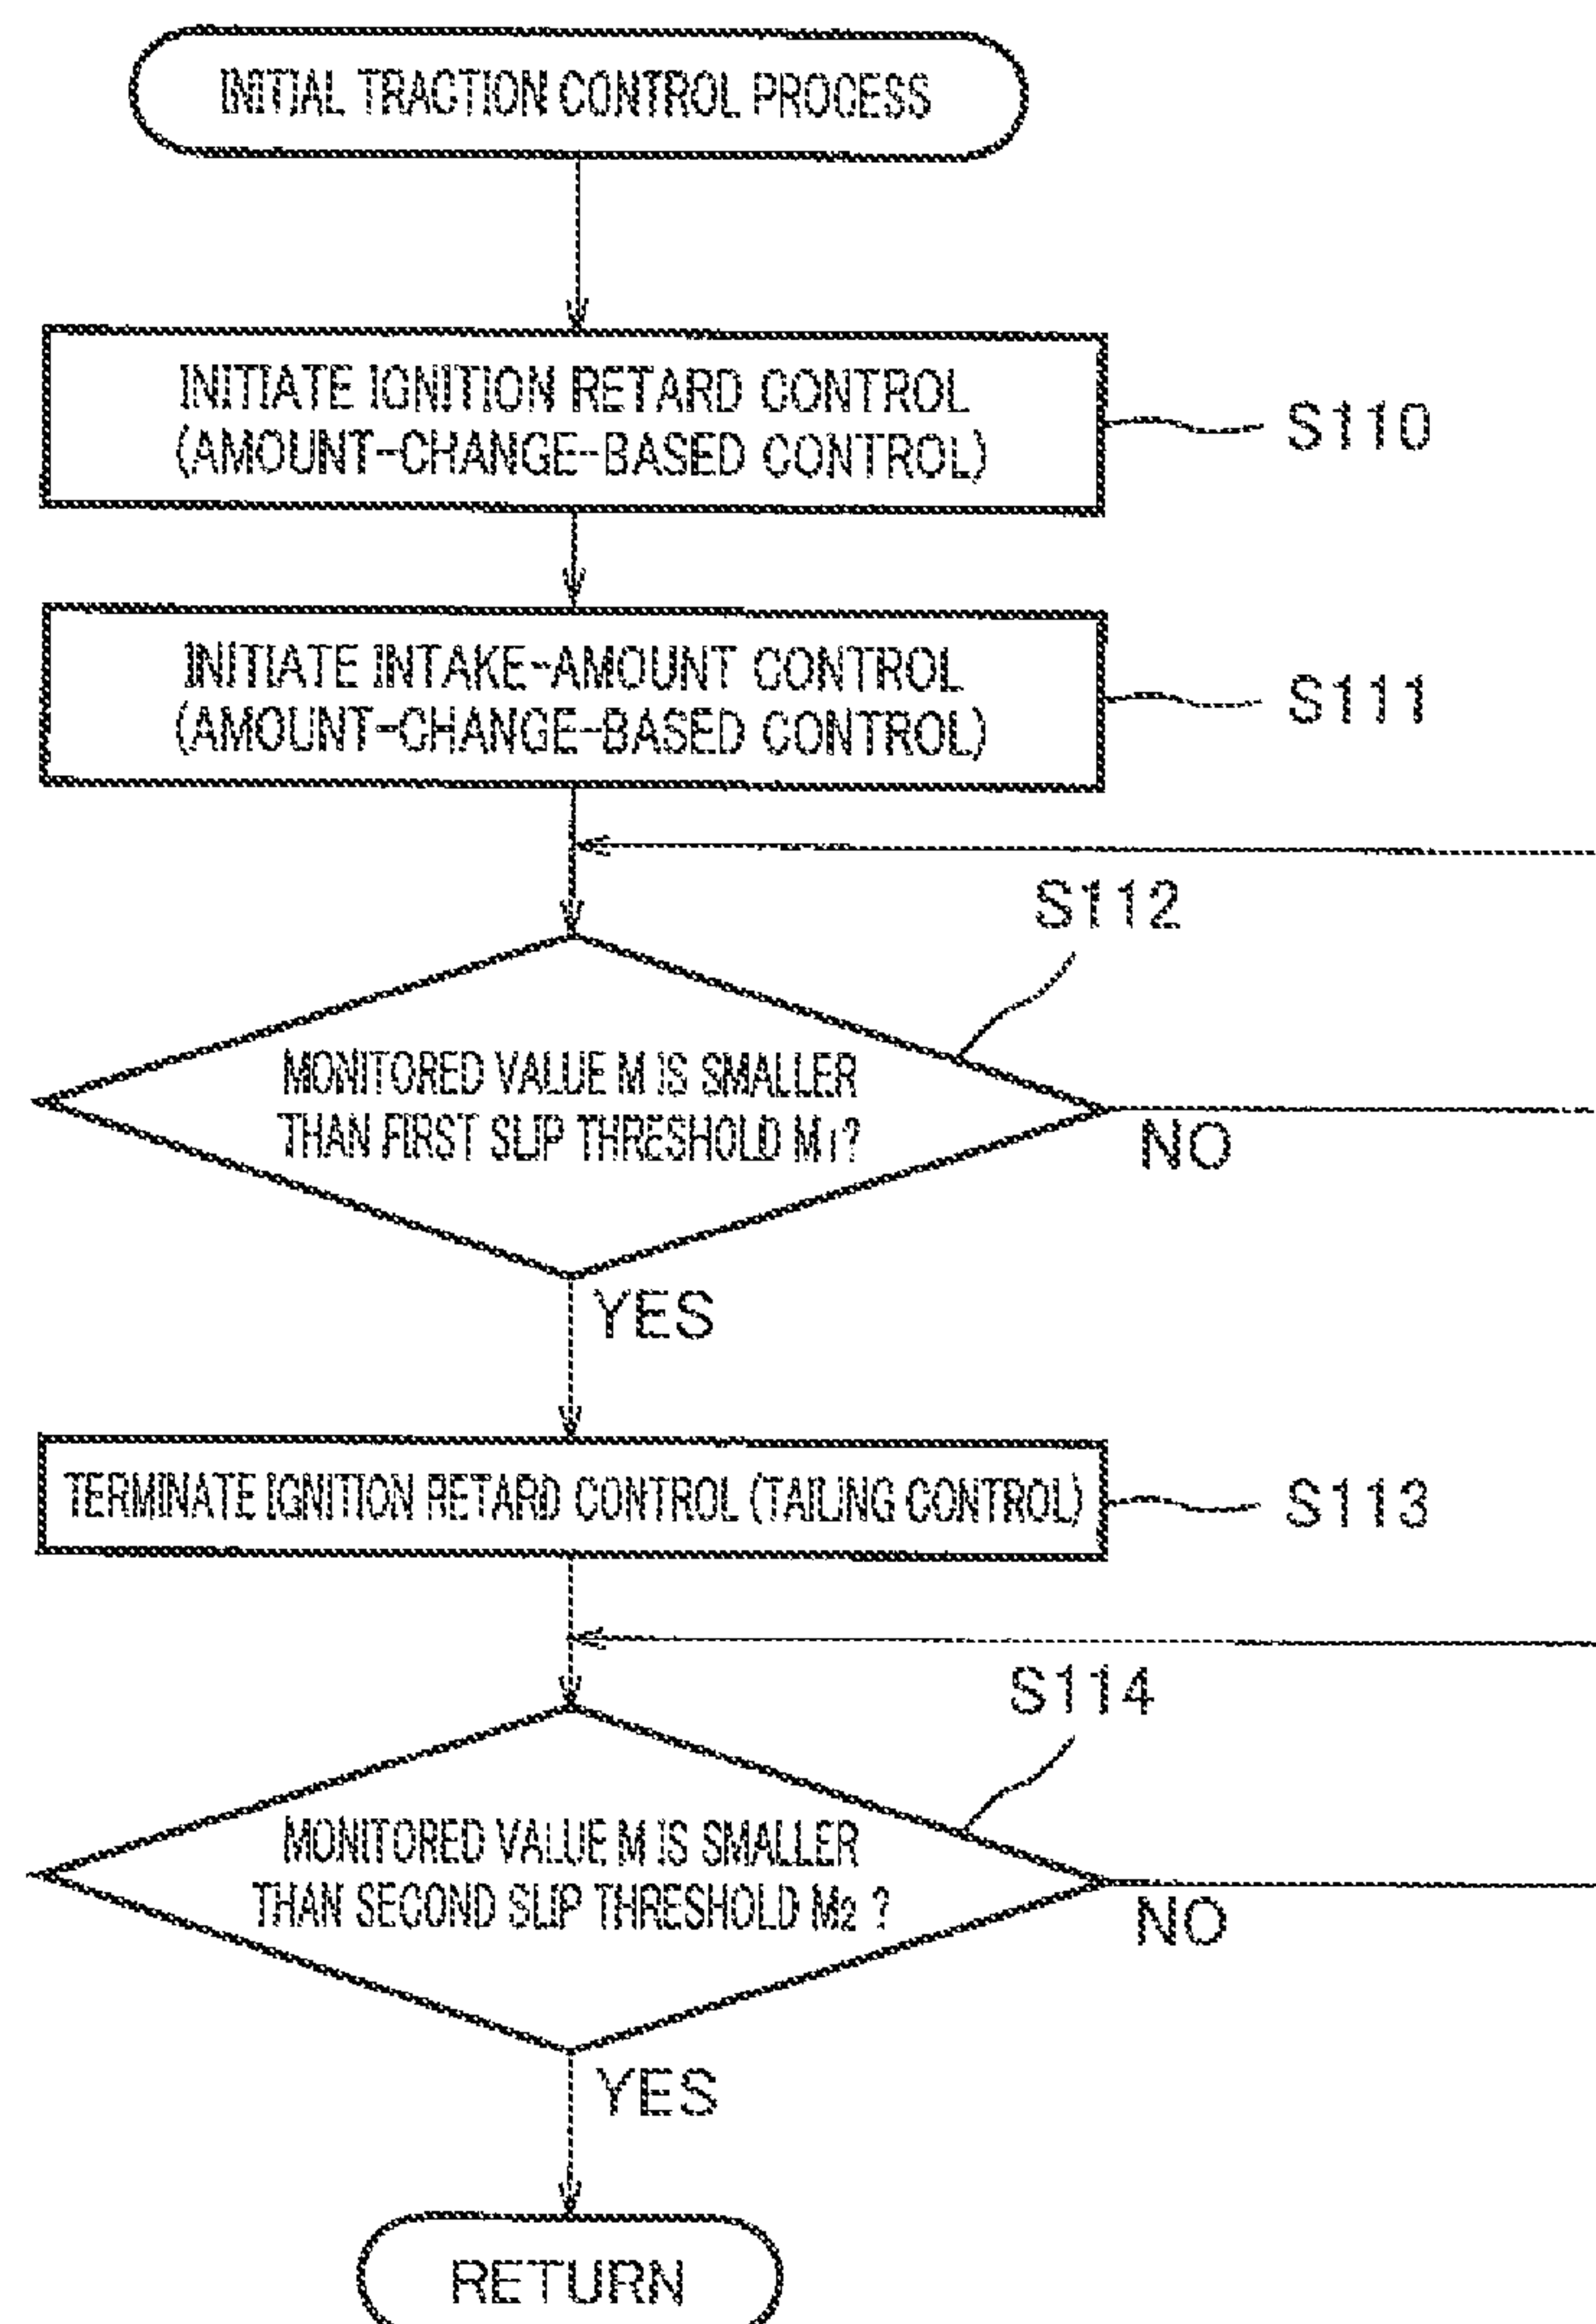 INITIAL TRACTION CONTROL PROCESS
INITIATE IGNITION RETARD CONTROL
(AMOUNT-CHANGE-BASED CONTROL)
S110
INITIATE INTAKE-AMOUNT CONTROL
(AMOUNT-CHANGE-BASED CONTROL)
S111
S112
MONITORED VALUE M IS SMALLER
THAN FIRST SLIP THRESHOLD M1?
NO
YES
TERMINATE IGNITION RETARD CONTROL (TAILING CONTROL)
S113
S114
MONITORED VALUE M IS SMALLER
THAN SECOND SLIP THRESHOLD M2 ?
NO
YES
RETURN